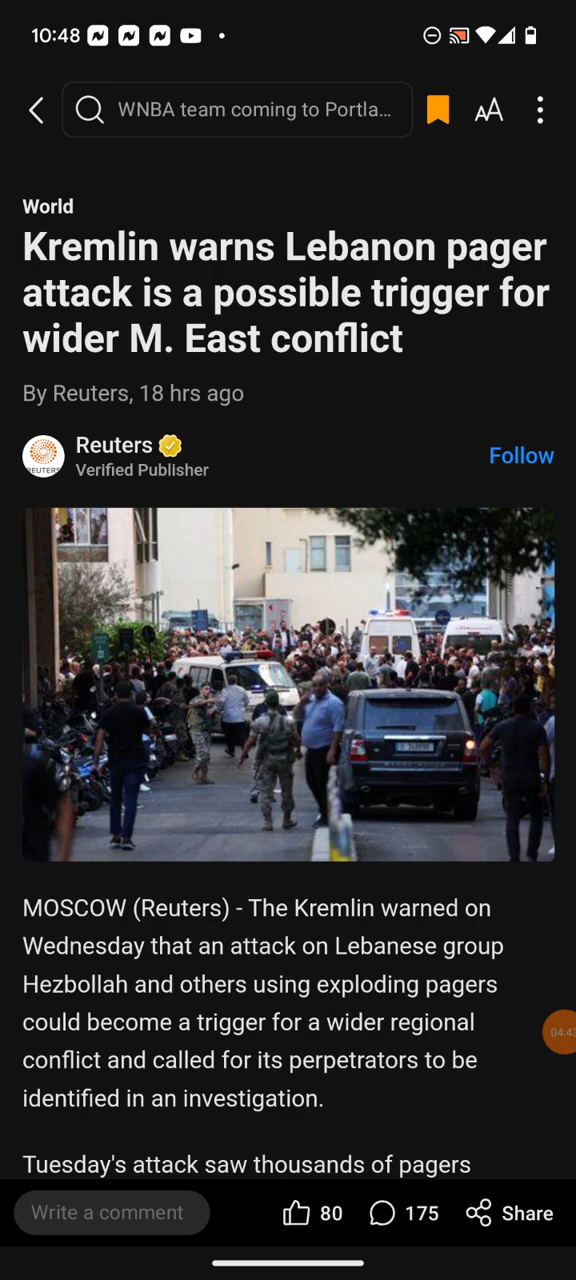 10:48
WNBA team coming to Portla...
AA
World
Kremlin warns Lebanon pager
attack is a possible trigger for
wider M. East conflict
By Reuters, 18 hrs ago
REUTERS
Reuters
Verified Publisher
Follow
MOSCOW (Reuters) - The Kremlin warned on
Wednesday that an attack on Lebanese group
Hezbollah and others using exploding pagers
could become a trigger for a wider regional
conflict and called for its perpetrators to be
identified in an investigation.
04:43
Tuesday's attack saw thousands of pagers
Write a comment
80
175
Share